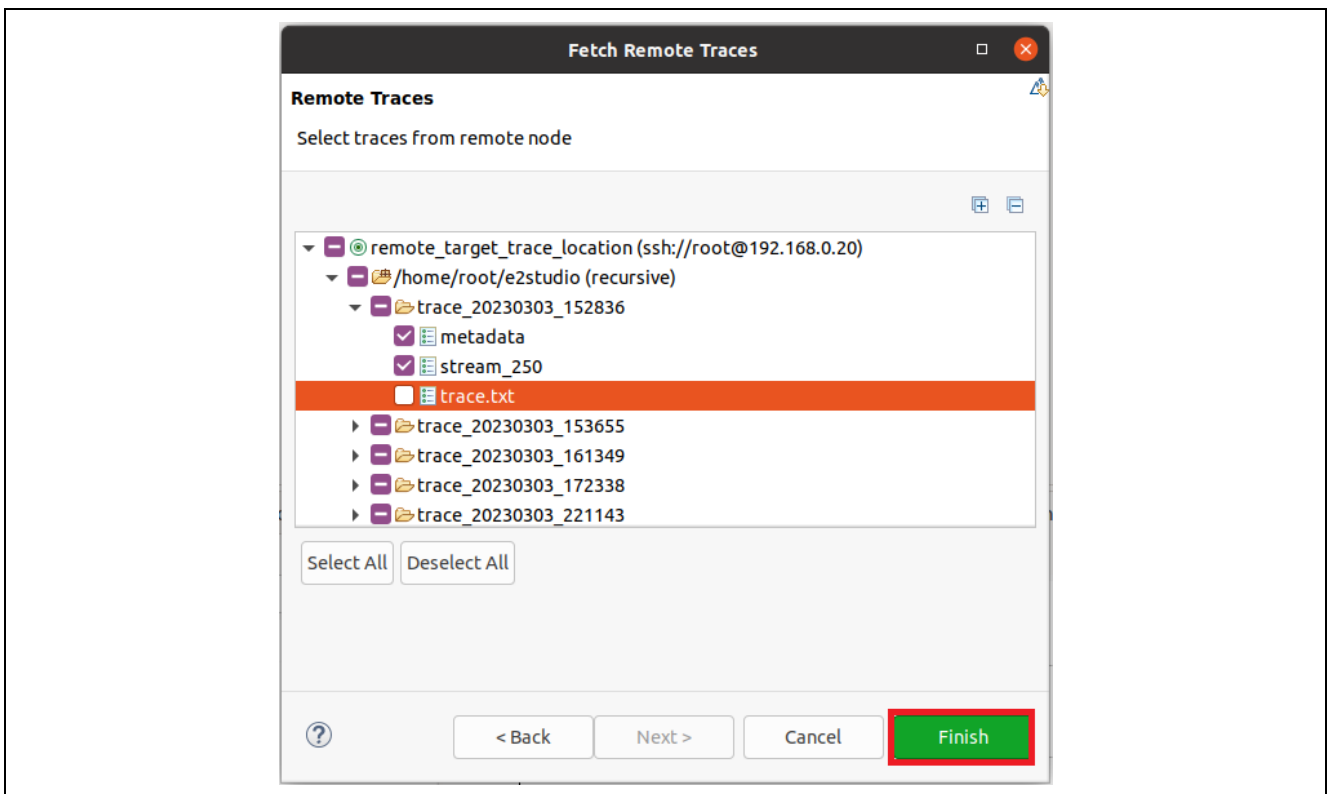 Fetch Remote Traces
Remote Traces
Select traces from remote node
remote_target_trace_location (ssh://root@192.168.0.20)
/home/root/e2studio (recursive)
trace_20230303_152836
metadata
stream_250
trace.txt
trace_20230303_153655
trace_20230303_161349
trace_20230303_172338
trace_20230303_221143
Select All Deselect All
< Back Next > Cancel Finish